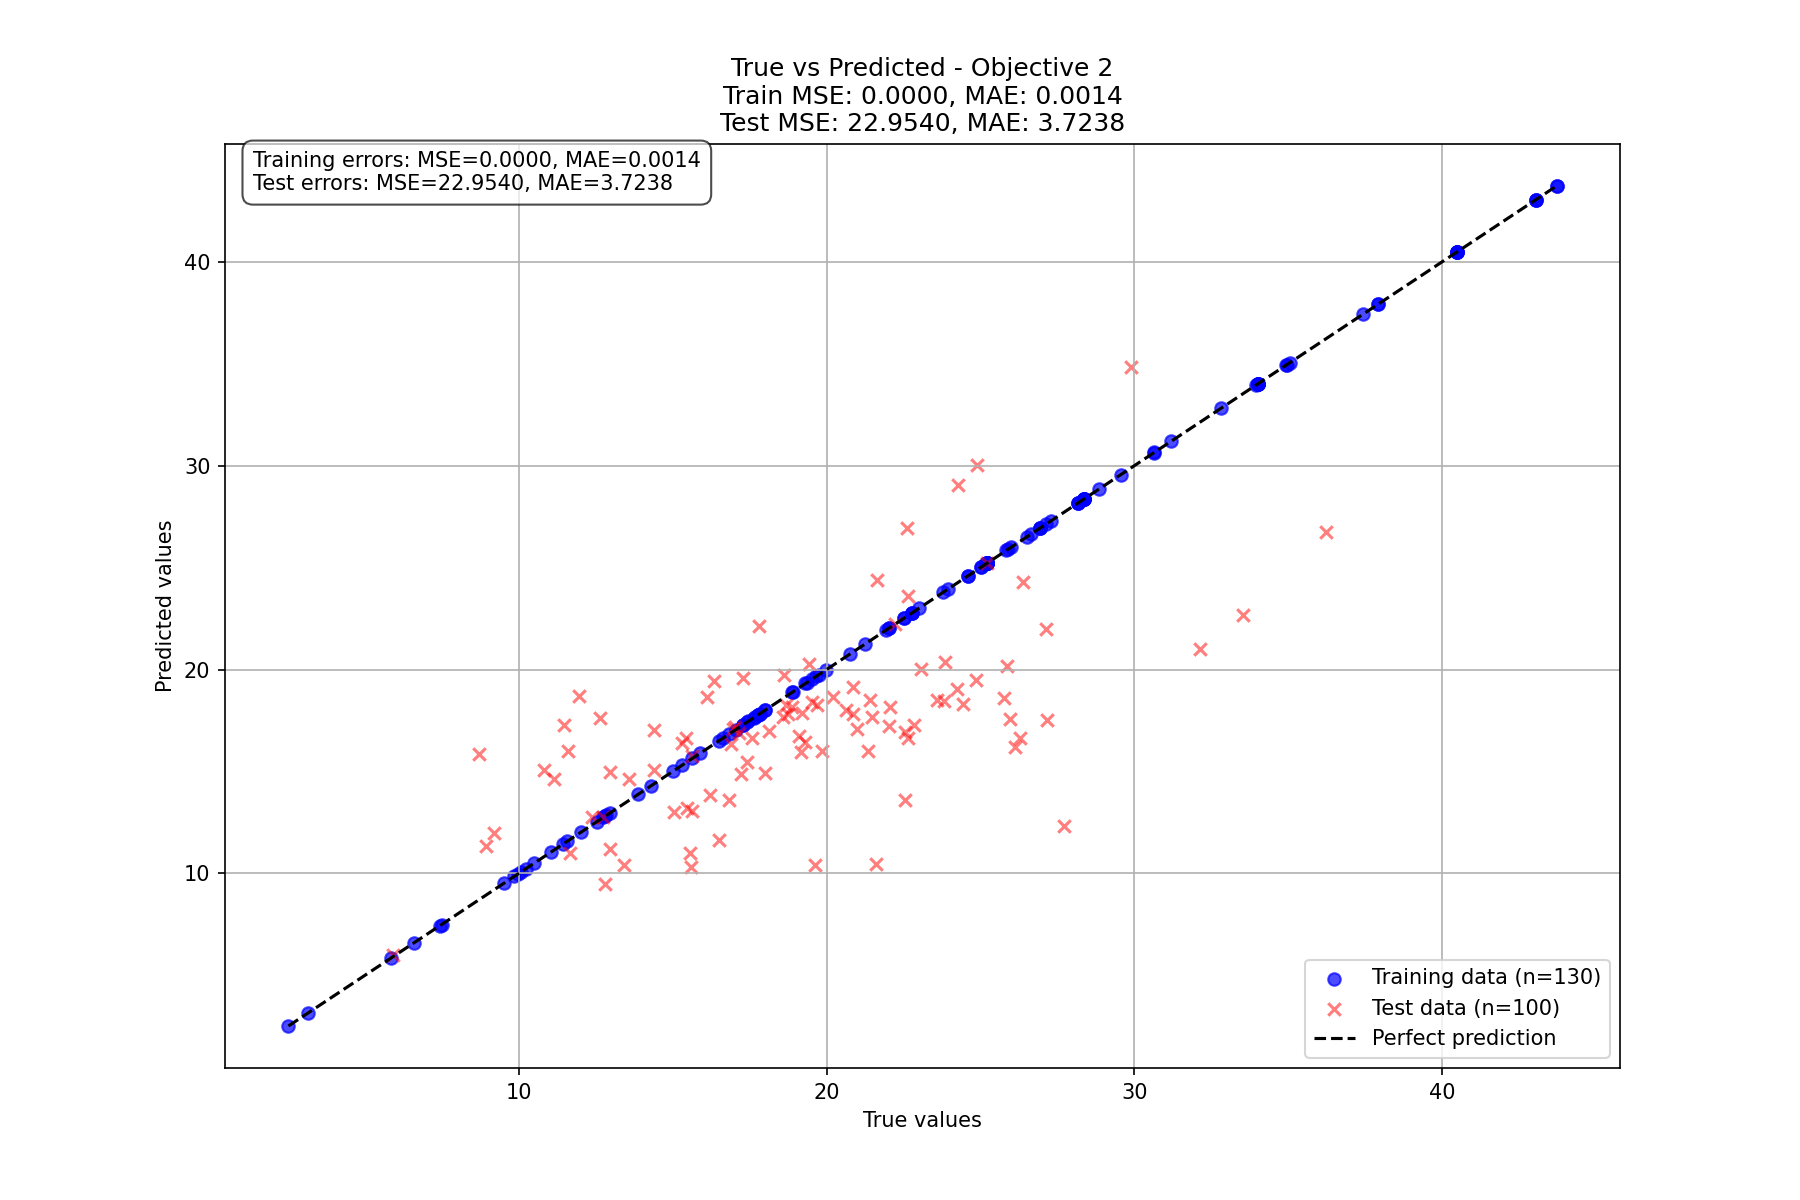 True vs Predicted - Objective 2
Train MSE: 0.0000, MAE: 0.0014
Test MSE: 22.9540, MAE: 3.7238
Training errors: MSE=0.0000, MAE=0.0014
Test errors: MSE=22.9540, MAE=3.7238
40
30
20
10
Predicted values
Training data (n=130)
Test data (n=100)
Perfect prediction
10 20 30 40
True values